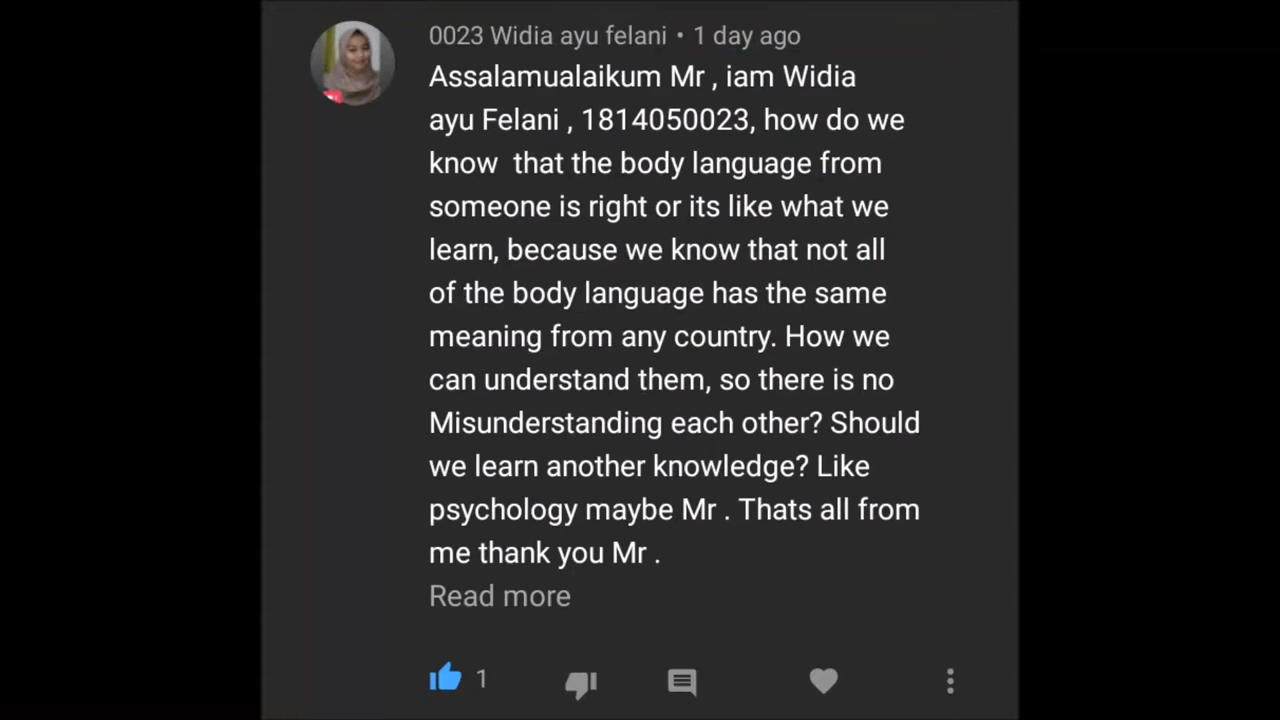 0023 Widia ayu felani • 1 day ago
Assalamualaikum Mr , iam Widia
ayu Felani , 1814050023, how do we
know  that the body language from
someone is right or its like what we
learn, because we know that not all
of the body language has the same
meaning from any country. How we
can understand them, so there is no
Misunderstanding each other? Should
we learn another knowledge? Like
psychology maybe Mr . Thats all from
me thank you Mr .
Read more
1